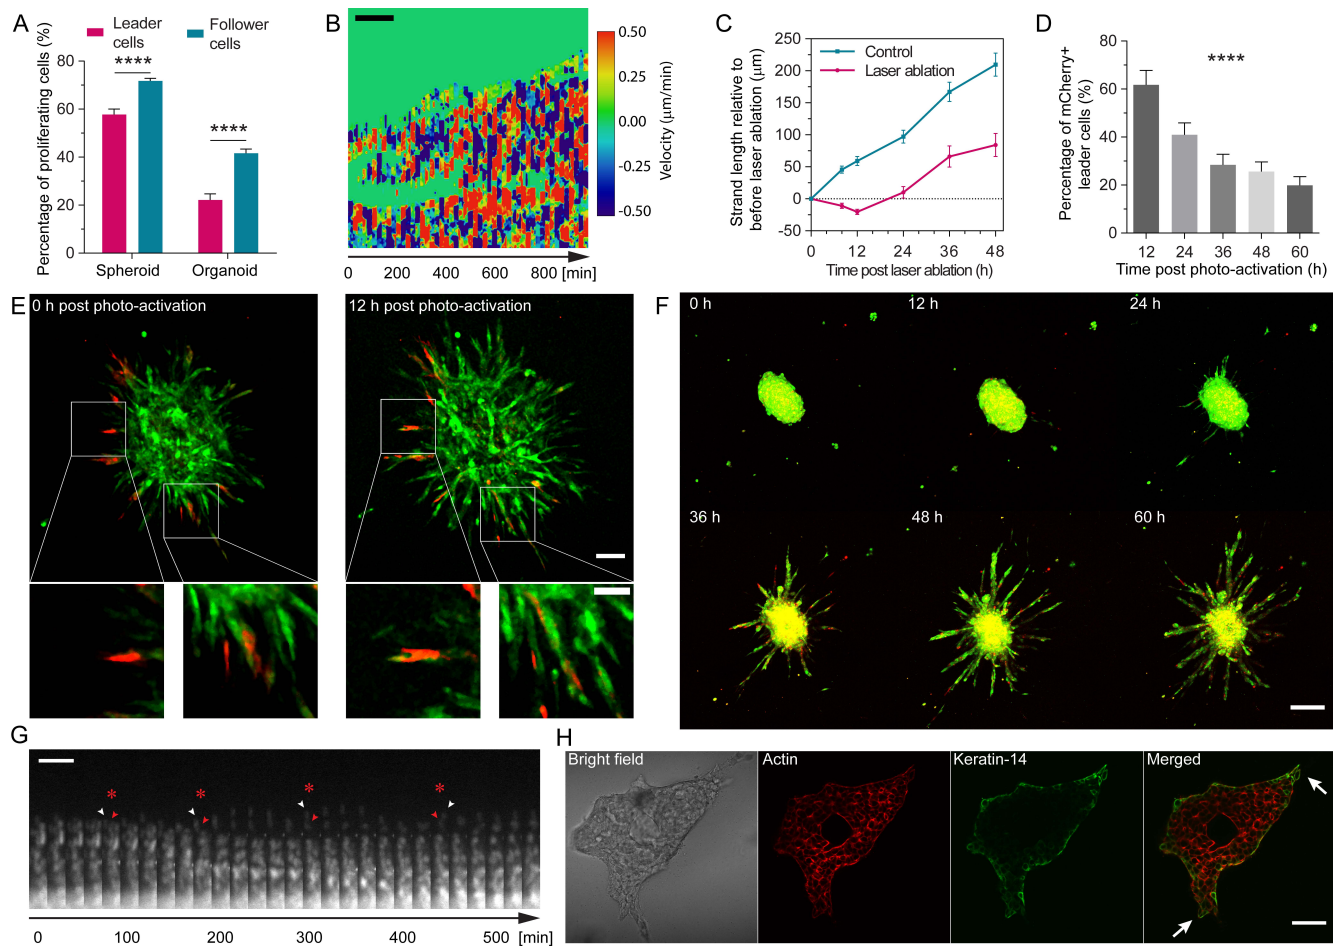 A
Leader cells
Follower cells
Percentage of proliferating cells (%)
80
60
40
20
0
****
****
Spheroid
Organoid
B
0.50
0.25
0.00
-0.25
-0.50
Velocity (μm/min)
0
200
400
600
800
[min]
C
Control
Laser ablation
Strand length relative to
before laser ablation (μm)
250
200
150
100
50
0
-50
0
8
12
24
36
48
Time post laser ablation (h)
D
Percentage of mCherry+
leader cells (%)
80
60
40
20
0
****
12
24
36
48
60
Time post photo-activation (h)
E
0 h post photo-activation
12 h post photo-activation
F
0 h
12 h
24 h
36 h
48 h
60 h
G
*
*
*
*
0
100
200
300
400
500
[min]
H
Bright field
Actin
Keratin-14
Merged